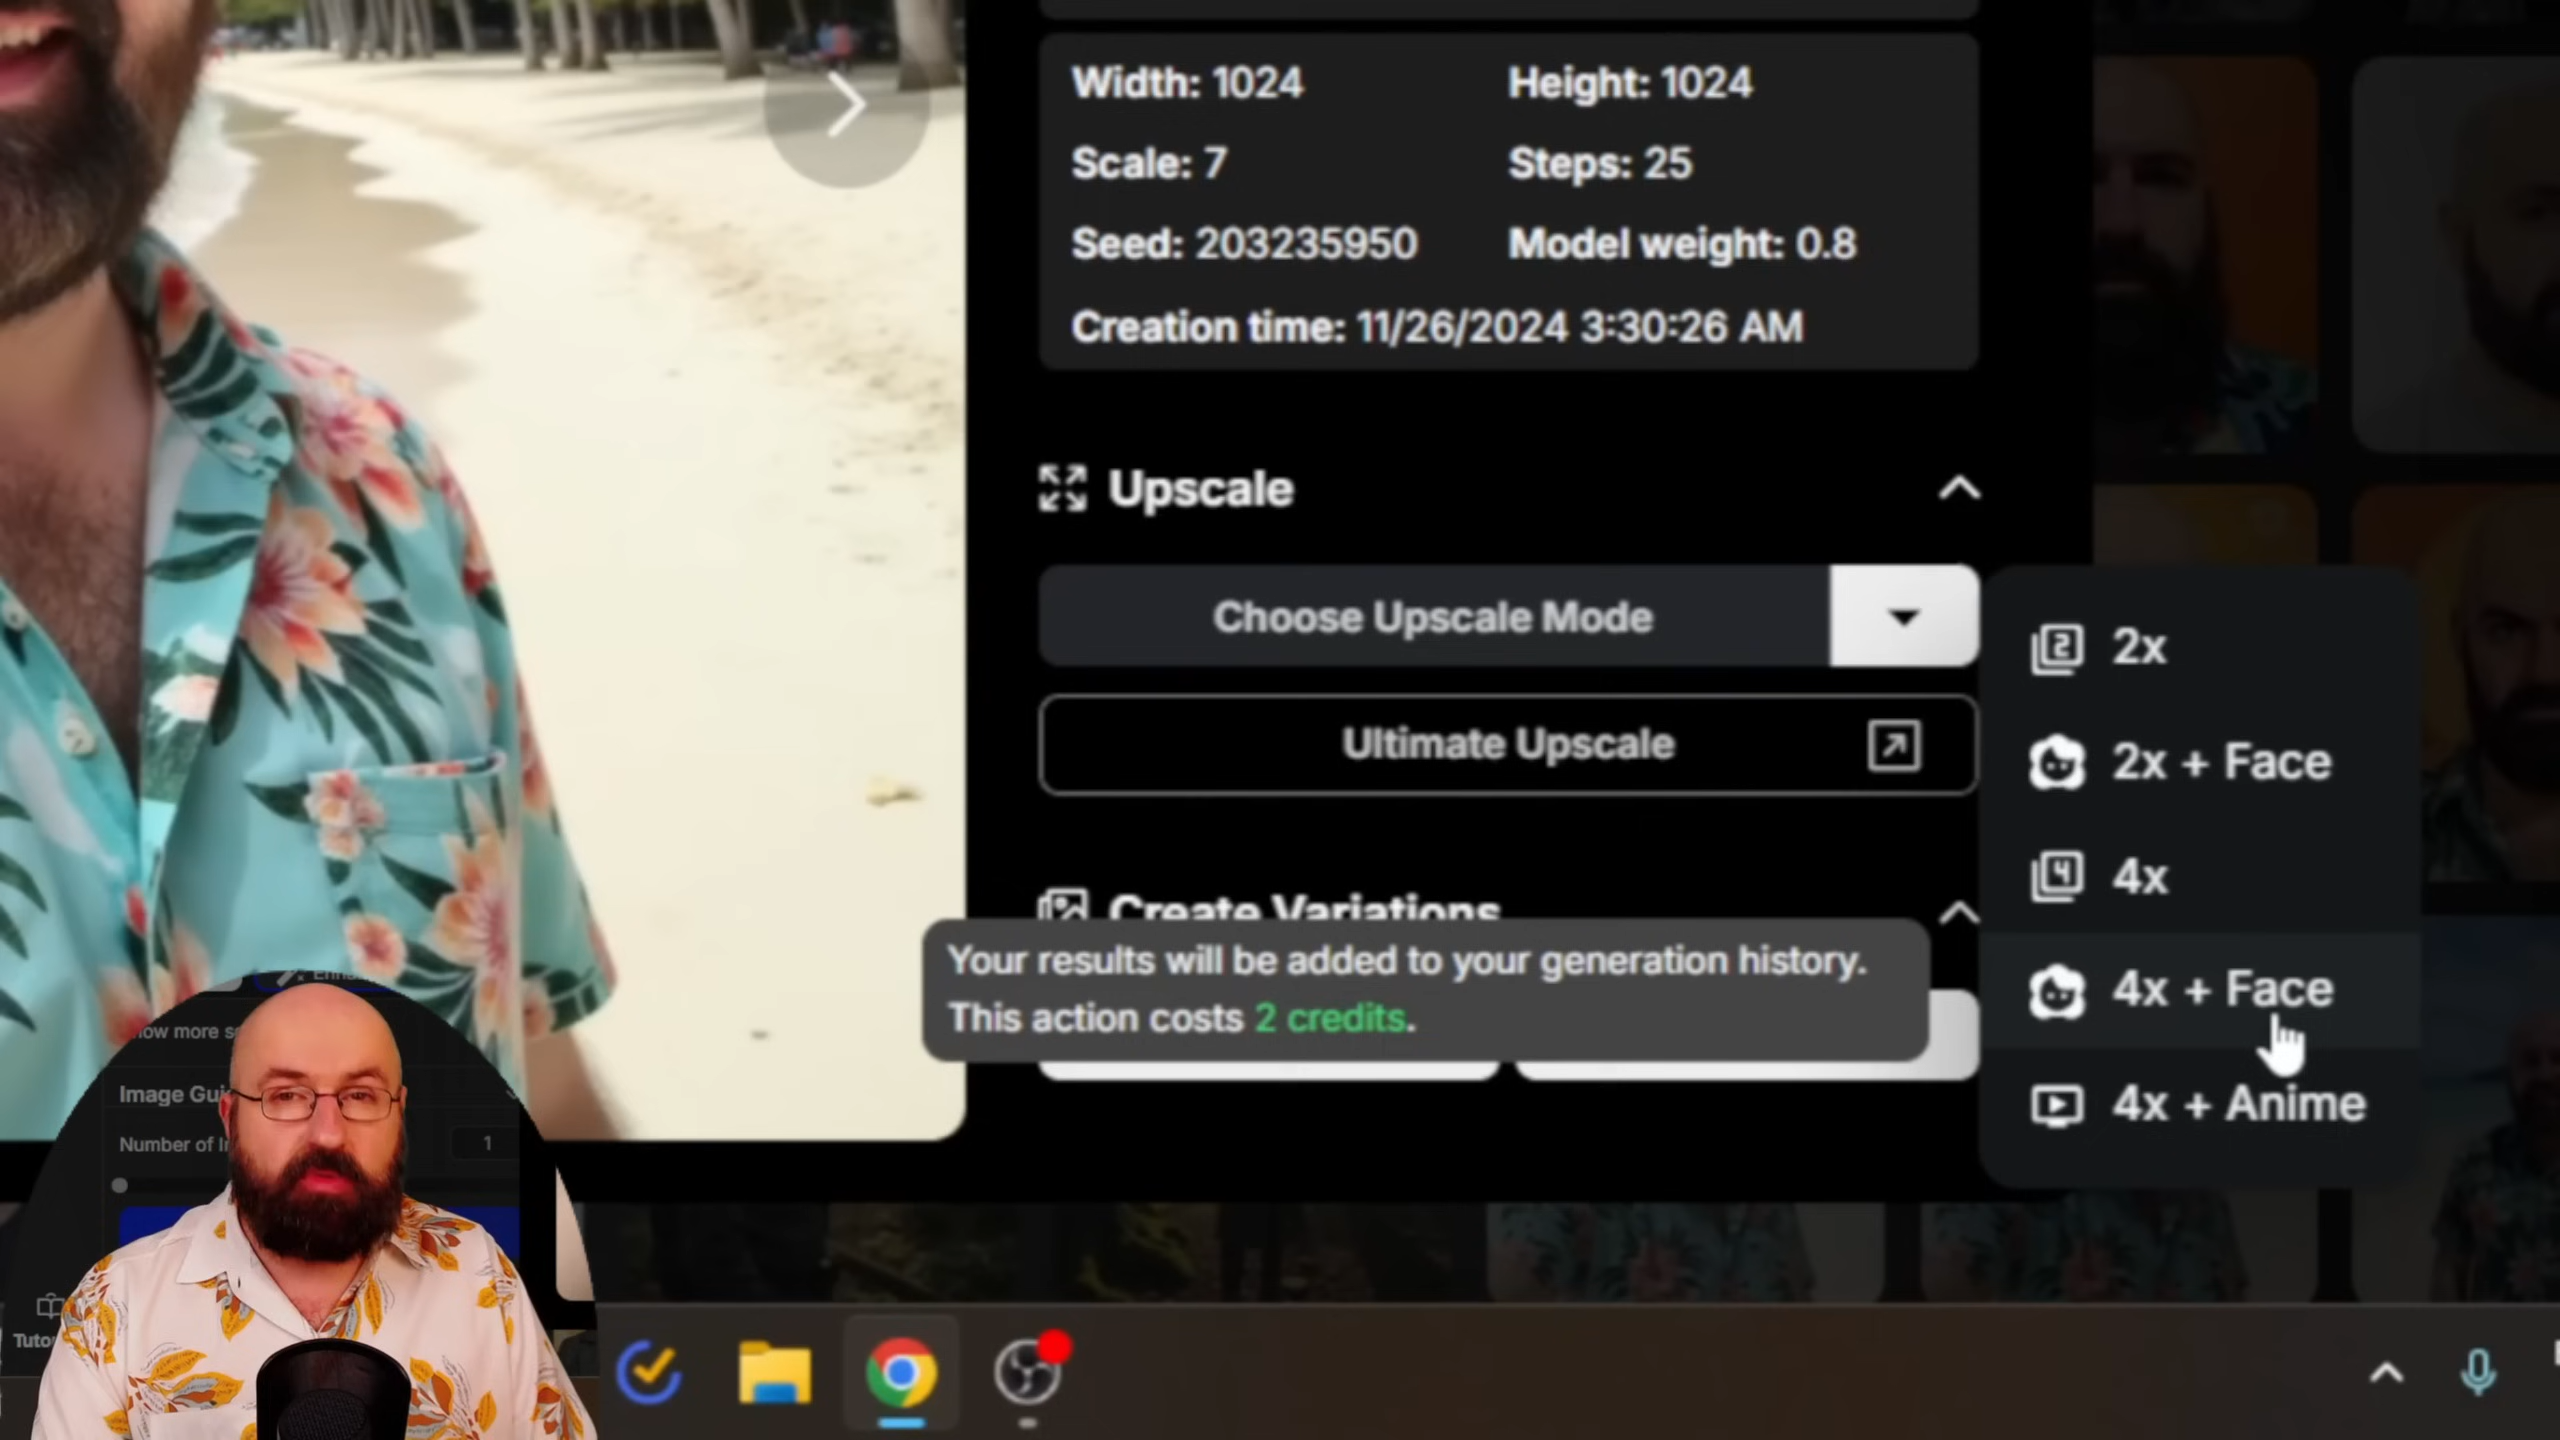 Width: 1024
Height: 1024
Scale: 7
Steps: 25
Seed: 203235950
Model weight: 0.8
Creation time: 11/26/2024 3:30:26 AM
Upscale
Choose Upscale Mode
Ultimate Upscale
2x
2x + Face
4x
4x + Face
4x + Anime
Create Variations
Your results will be added to your generation history.
This action costs 2 credits.
more
Image
Number of
1